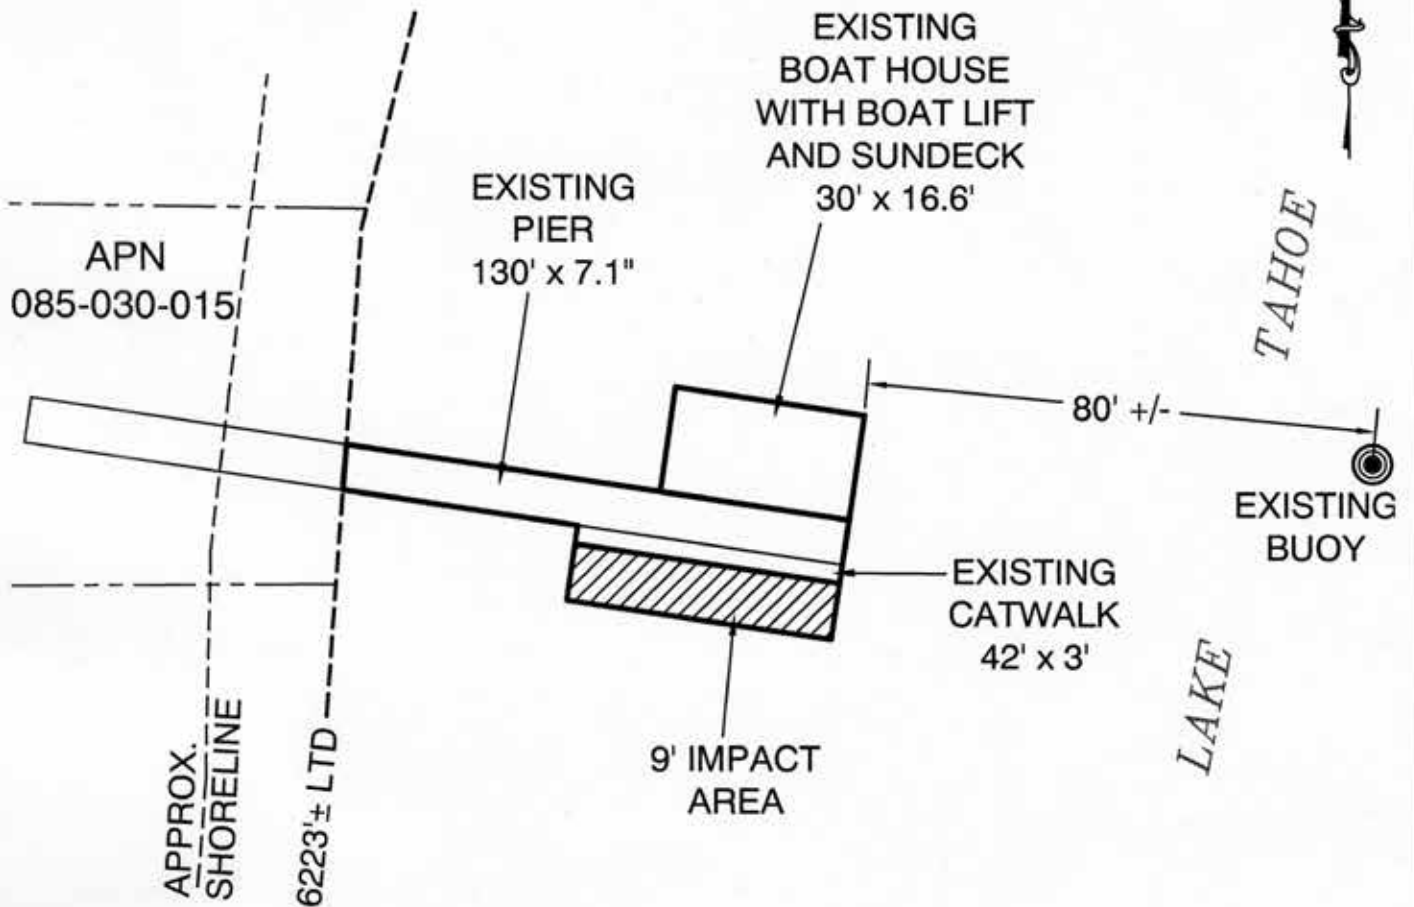 EXISTING
BOAT HOUSE
WITH BOAT LIFT
AND SUNDECK
30' x 16.6'
EXISTING
PIER
130' x 7.1"
APN
085-030-015
TAHOE
80' +/-
EXISTING
BUOY
EXISTING
CATWALK
42' x 3'
LAKE
9' IMPACT
AREA
APPROX.
SHORELINE
6223'± LTD